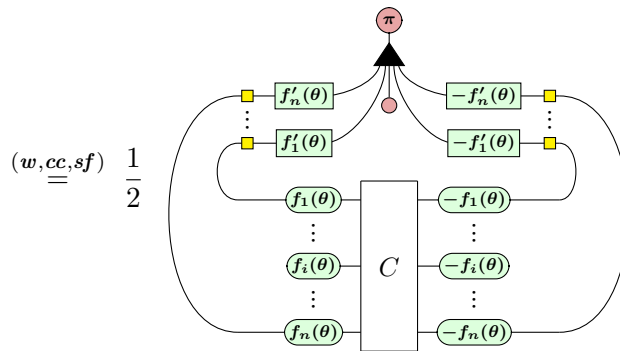 π
f′ₙ(θ) −f′ₙ(θ)
⋮ ⋮
f′₁(θ) −f′₁(θ)
(w,cc,sf)
= 1/2
f₁(θ) −f₁(θ)
⋮ ⋮
fᵢ(θ) C −fᵢ(θ)
⋮ ⋮
fₙ(θ) −fₙ(θ)